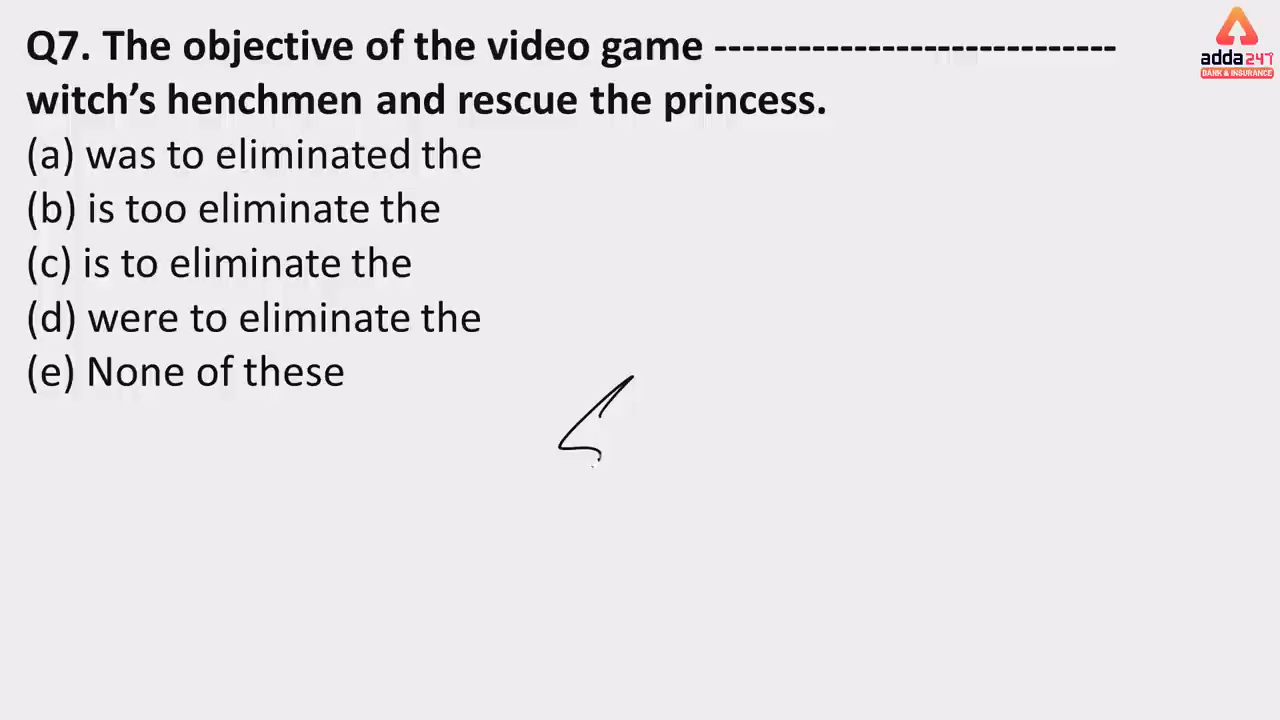 Q7. The objective of the video game -----------------------------
witch’s henchmen and rescue the princess.
(a) was to eliminated the
(b) is too eliminate the
(c) is to eliminate the
(d) were to eliminate the
(e) None of these
adda247
BANK & INSURANCE